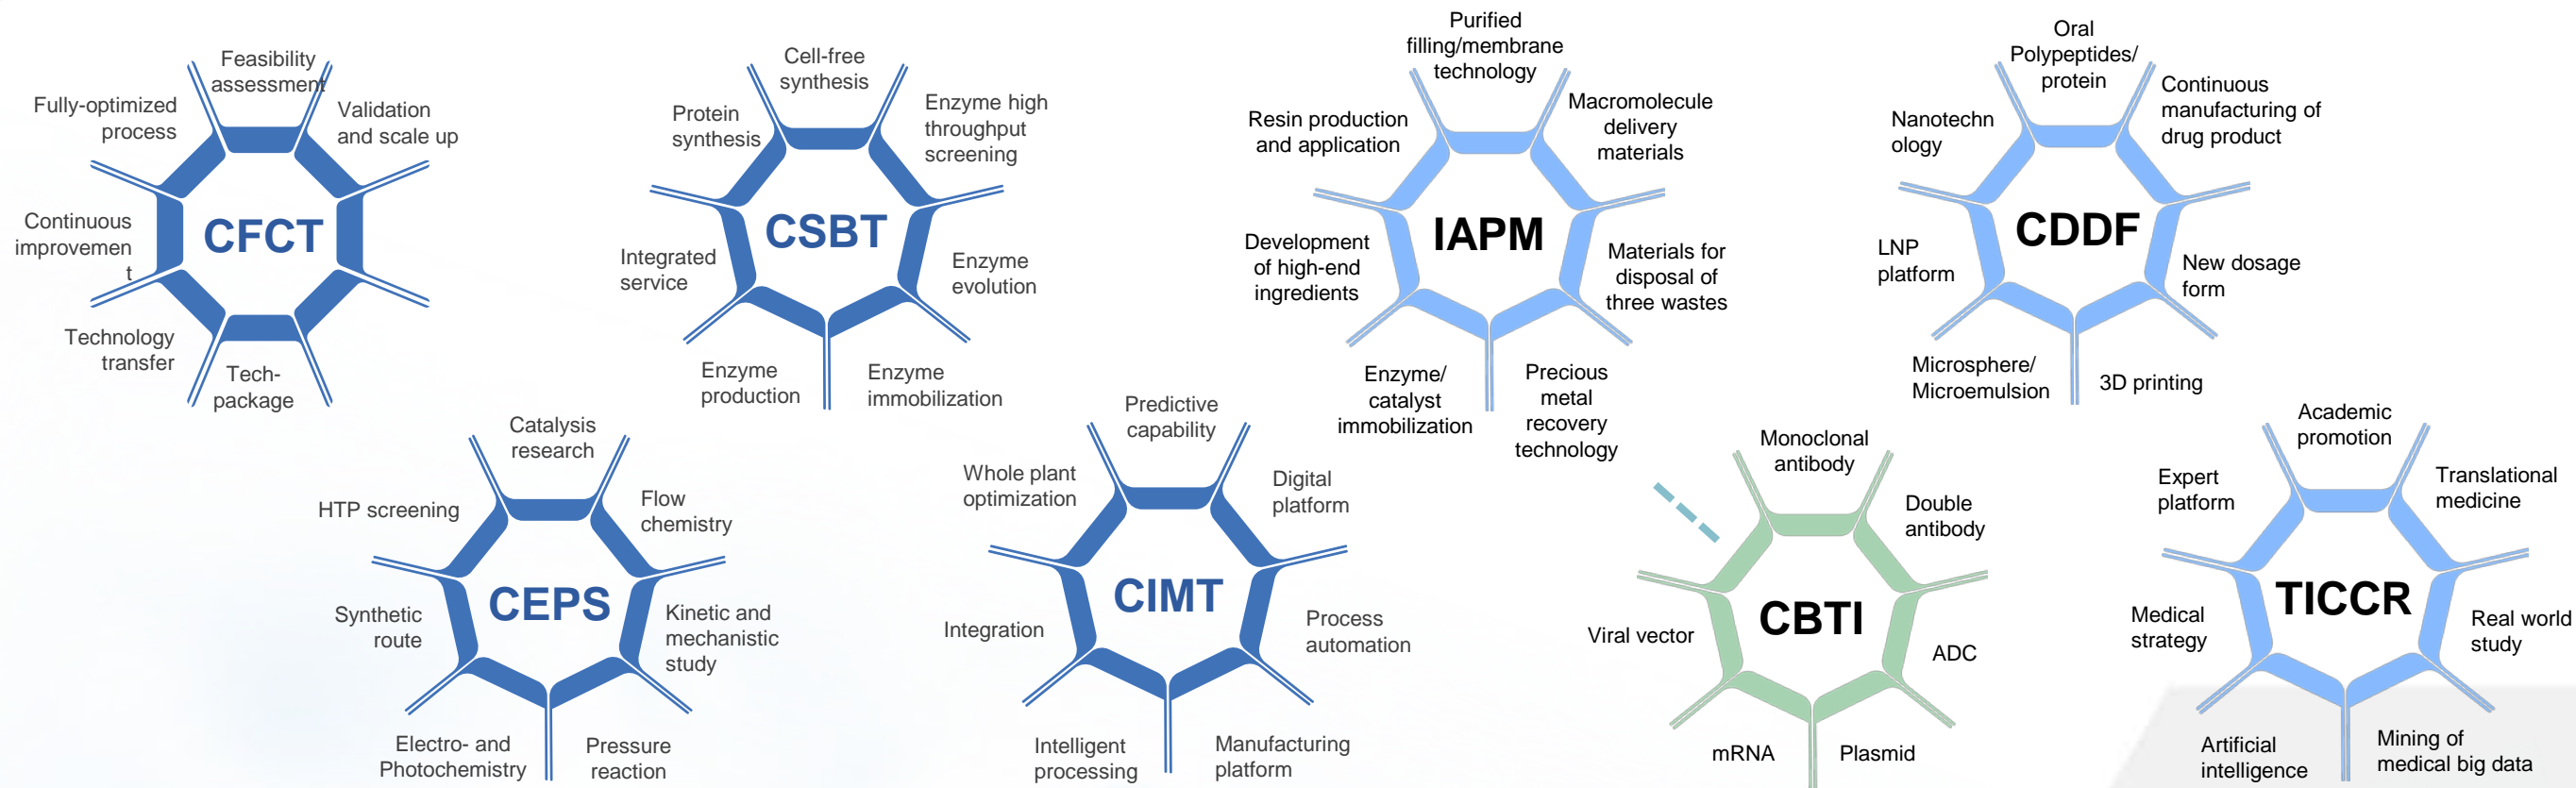 Feasibility
assessment
Fully-optimized
process
Validation
and scale up
CFCT
Continuous
improvemen
t
Technology
transfer
Tech-
package
Cell-free
synthesis
Protein
synthesis
Enzyme high
throughput
screening
CSBT
Integrated
service
Enzyme
evolution
Enzyme
production
Enzyme
immobilization
Purified
filling/membrane
technology
Resin production
and application
Macromolecule
delivery
materials
IAPM
Development
of high-end
ingredients
Materials for
disposal of
three wastes
Enzyme/
catalyst
immobilization
Precious
metal
recovery
technology
Oral
Polypeptides/
protein
Nanotechn
ology
Continuous
manufacturing of
drug product
CDDF
LNP
platform
New dosage
form
Microsphere/
Microemulsion
3D printing
Catalysis
research
HTP screening
Flow
chemistry
CEPS
Synthetic
route
Kinetic and
mechanistic
study
Electro- and
Photochemistry
Pressure
reaction
Predictive
capability
Whole plant
optimization
Digital
platform
CIMT
Integration
Process
automation
Intelligent
processing
Manufacturing
platform
Monoclonal
antibody
Double
antibody
CBTI
Viral vector
ADC
mRNA
Plasmid
Academic
promotion
Expert
platform
Translational
medicine
TICCR
Medical
strategy
Real world
study
Artificial
intelligence
Mining of
medical big data